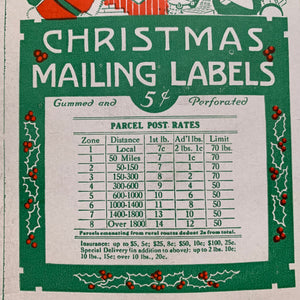 CHRISTMAS
MAILING LABELS
Gummed and 5¢ Perforated
PARCEL POST RATES
Zone Distance 1st lb. Ad'l lbs. Limit
1 Local 7c 2 lbs. 1c 70 lbs.
1 50 Miles 7 1c 70
2 50-150 7 1 70
3 150-300 8 2 70
4 300-600 9 4 50
5 600-1000 10 6 50
6 1000-1400 11 8 50
7 1400-1800 13 10 50
8 Over 1800 14 12 50
Parcels emanating from rural routes deduct 2c from total.
Insurance: up to $5, 5c; $25, 8c; $50, 10c; $100, 25c.
Special Delivery (in addition to above): up to 2 lbs. 10c;
10 lbs., 15c; over 10 lbs., 20c.